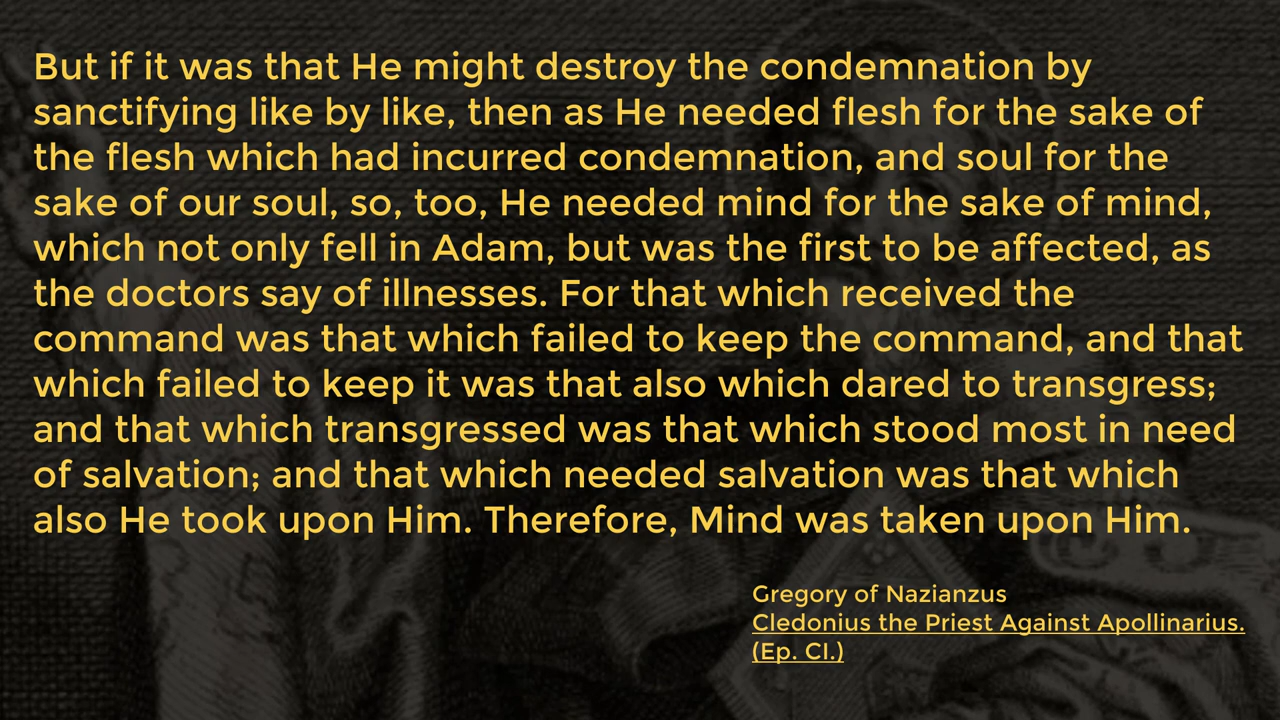 But if it was that He might destroy the condemnation by
sanctifying like by like, then as He needed flesh for the sake of
the flesh which had incurred condemnation, and soul for the
sake of our soul, so, too, He needed mind for the sake of mind,
which not only fell in Adam, but was the first to be affected, as
the doctors say of illnesses. For that which received the
command was that which failed to keep the command, and that
which failed to keep it was that also which dared to transgress;
and that which transgressed was that which stood most in need
of salvation; and that which needed salvation was that which
also He took upon Him. Therefore, Mind was taken upon Him.
Gregory of Nazianzus
Cledonius the Priest Against Apollinarius.
(Ep. CI.)